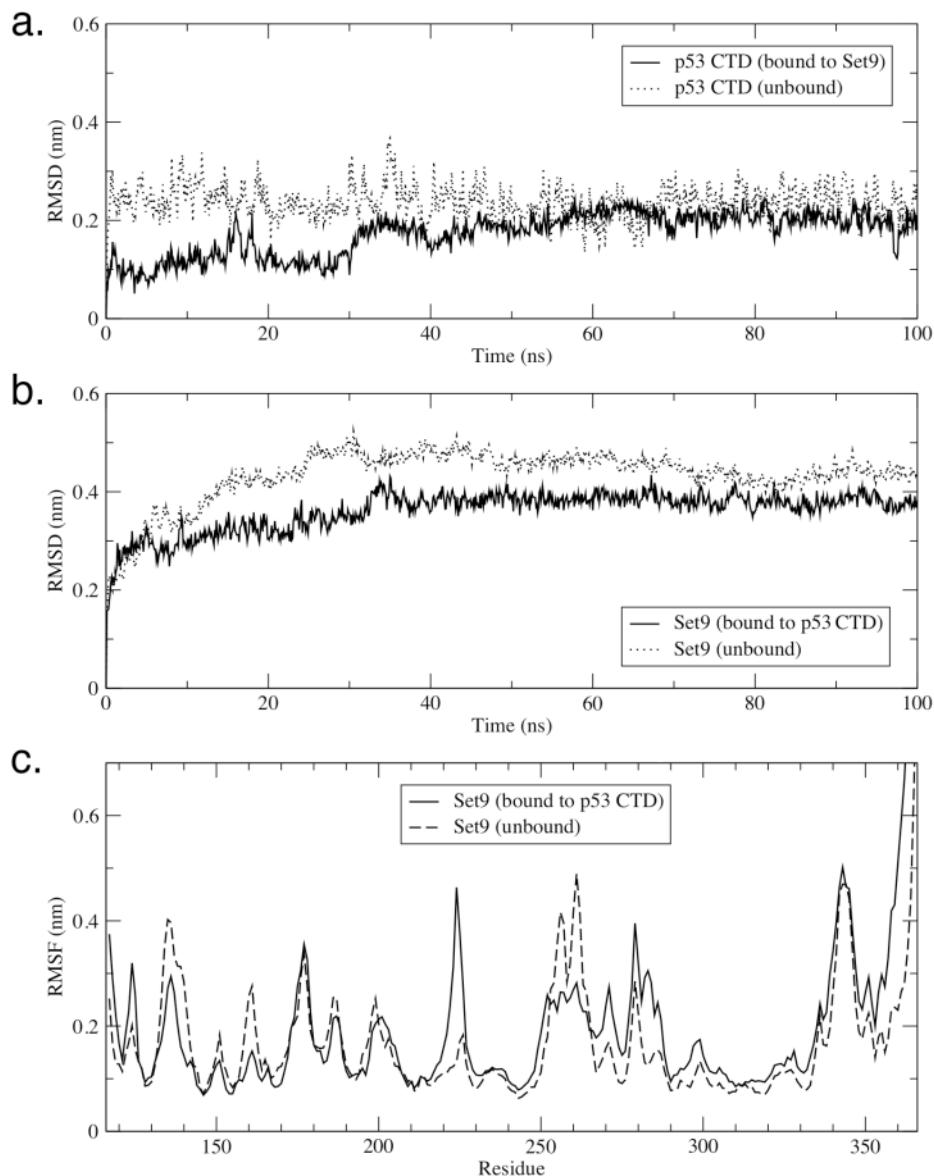 a.
0.6
0.4
0.2
0
RMSD (nm)
p53 CTD (bound to Set9)
p53 CTD (unbound)
0 20 40 60 80 100
Time (ns)
b.
0.6
0.4
0.2
0
RMSD (nm)
Set9 (bound to p53 CTD)
Set9 (unbound)
0 20 40 60 80 100
Time (ns)
c.
0.6
0.4
0.2
0
RMSF (nm)
Set9 (bound to p53 CTD)
Set9 (unbound)
150 200 250 300 350
Residue